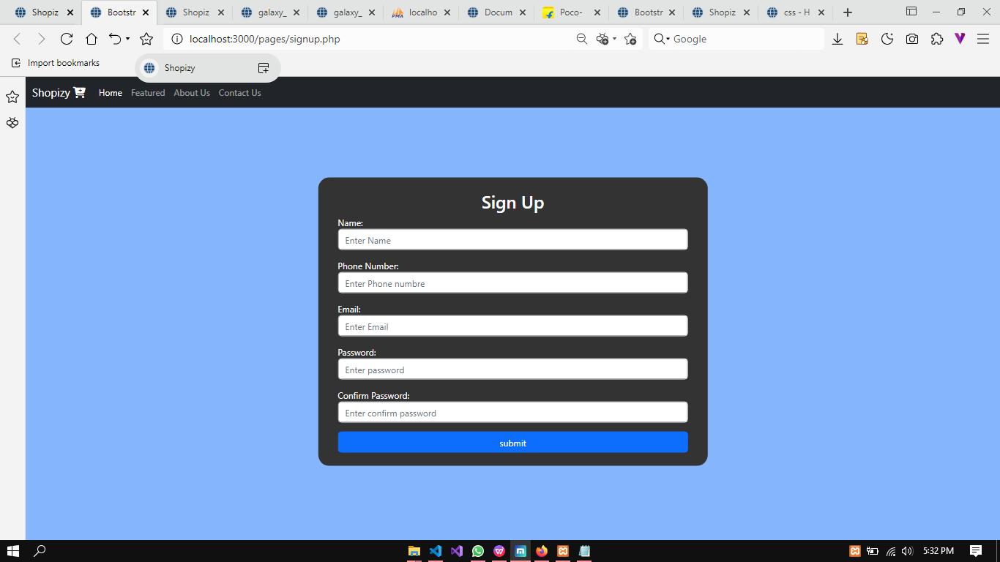 Shopiz
Bootstr
Shopiz
galaxy_
galaxy_
localho
Docum
Poco-
Bootstr
Shopiz
css - H
localhost:3000/pages/signup.php
Google
Import bookmarks
Shopizy
Shopizy
Home
Featured
About Us
Contact Us
Sign Up
Name:
Enter Name
Phone Number:
Enter Phone numbre
Email:
Enter Email
Password:
Enter password
Confirm Password:
Enter confirm password
submit
5:32 PM